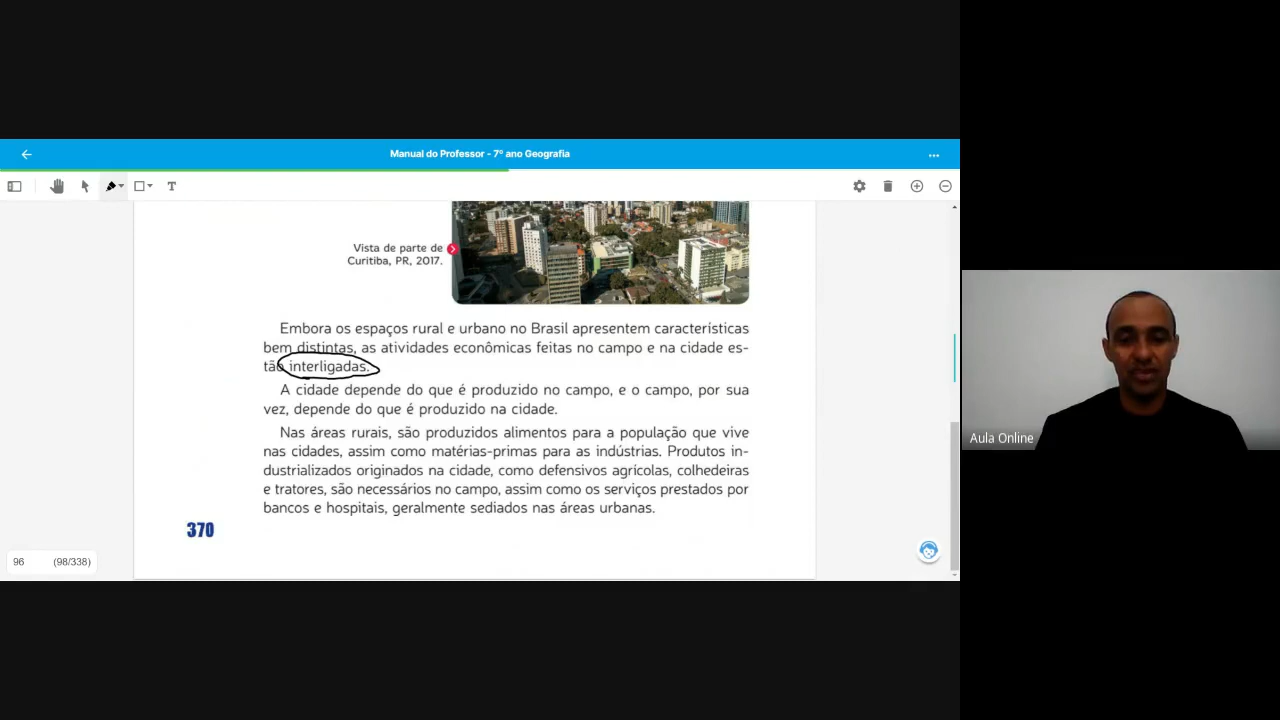 Manual do Professor - 7º ano Geografia
...
T
Vista de parte de
Curitiba, PR, 2017.
Embora os espaços rural e urbano no Brasil apresentem características
bem distintas, as atividades econômicas feitas no campo e na cidade es-
tão interligadas.
A cidade depende do que é produzido no campo, e o campo, por sua
vez, depende do que é produzido na cidade.
Nas áreas rurais, são produzidos alimentos para a população que vive
nas cidades, assim como matérias-primas para as indústrias. Produtos in-
dustrializados originados na cidade, como defensivos agrícolas, colhedeiras
e tratores, são necessários no campo, assim como os serviços prestados por
bancos e hospitais, geralmente sediados nas áreas urbanas.
370
96 (98/338)
Aula Online